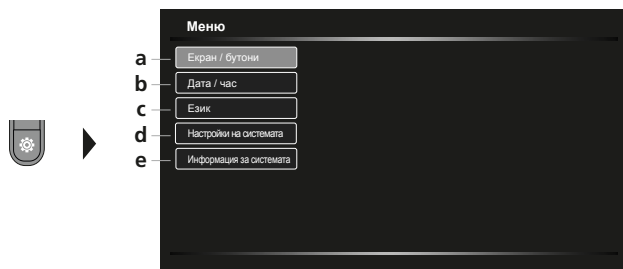 Меню
a Екран / бутони
b Дата / час
c Език
d Настройки на системата
e Информация за системата